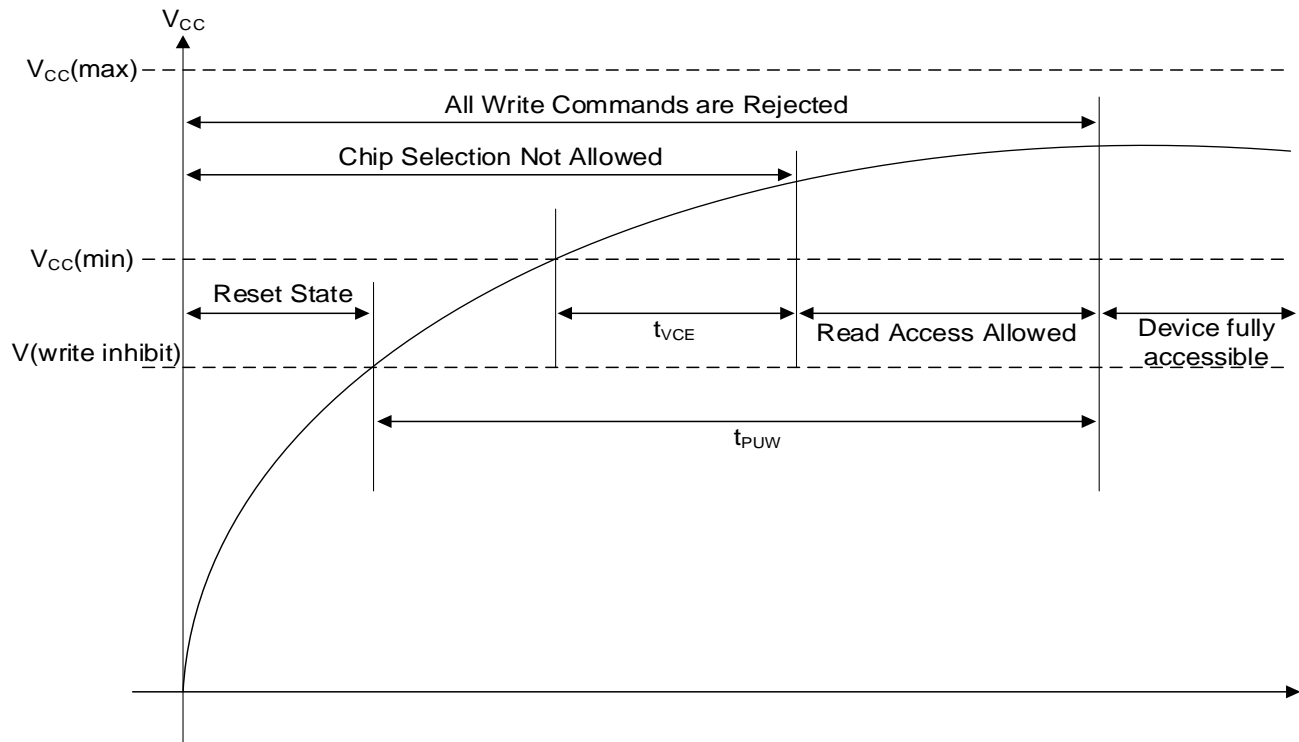 VCC
VCC(max)
All Write Commands are Rejected
Chip Selection Not Allowed
VCC(min)
Reset State
tVCE
Read Access Allowed
Device fully
accessible
V(write inhibit)
tPUW